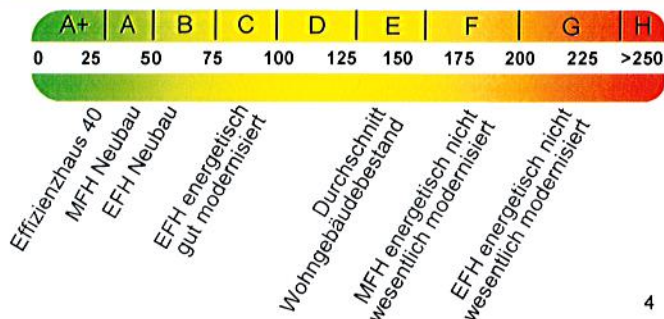 A+ A B C D E F G H
0 25 50 75 100 125 150 175 200 225 >250
Effizienzhaus 40
MFH Neubau
EFH Neubau
EFH energetisch
gut modernisiert
Durchschnitt
Wohngebäudebestand
MFH energetisch nicht
wesentlich modernisiert
EFH energetisch nicht
wesentlich modernisiert
4